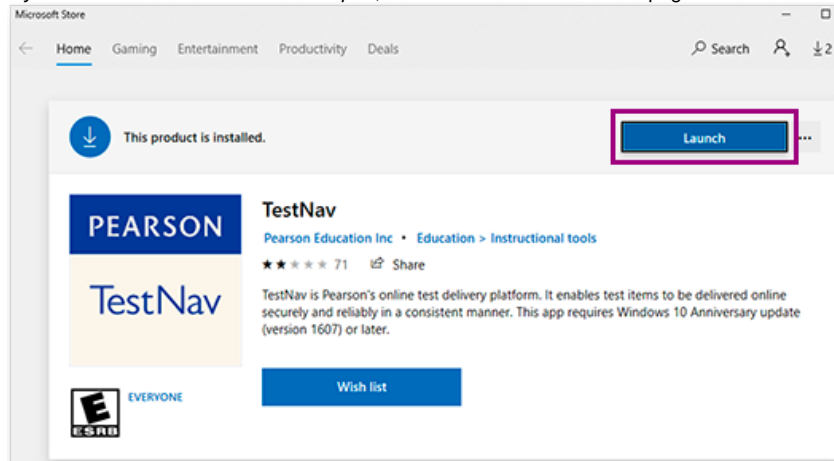 Microsoft Store
Home Gaming Entertainment Productivity Deals Search 2
This product is installed. Launch ...
PEARSON
TestNav
TestNav
Pearson Education Inc • Education > Instructional tools
71 Share
TestNav is Pearson's online test delivery platform. It enables test items to be delivered online
securely and reliably in a consistent manner. This app requires Windows 10 Anniversary update
(version 1607) or later.
Wish list
E
ESRB
EVERYONE